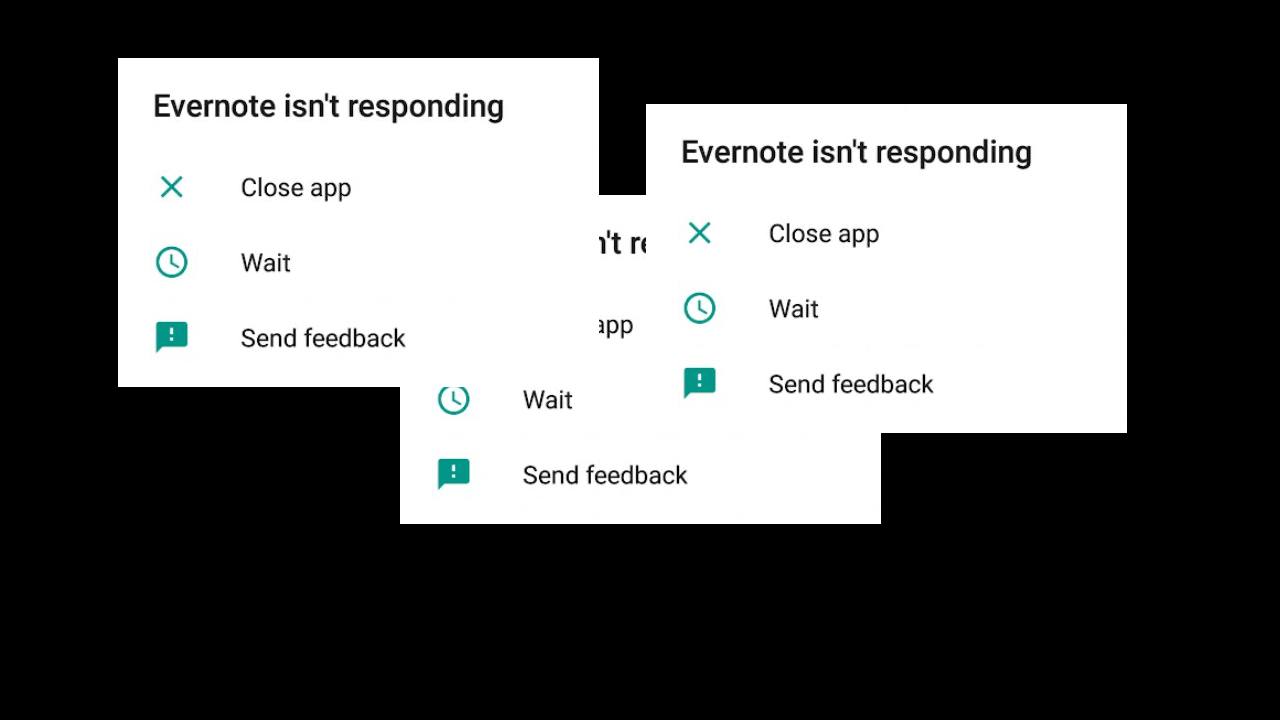 Evernote isn't responding
Close app
Wait
Send feedback
Evernote isn't responding
Close app
Wait
Send feedback
app
Wait
Send feedback